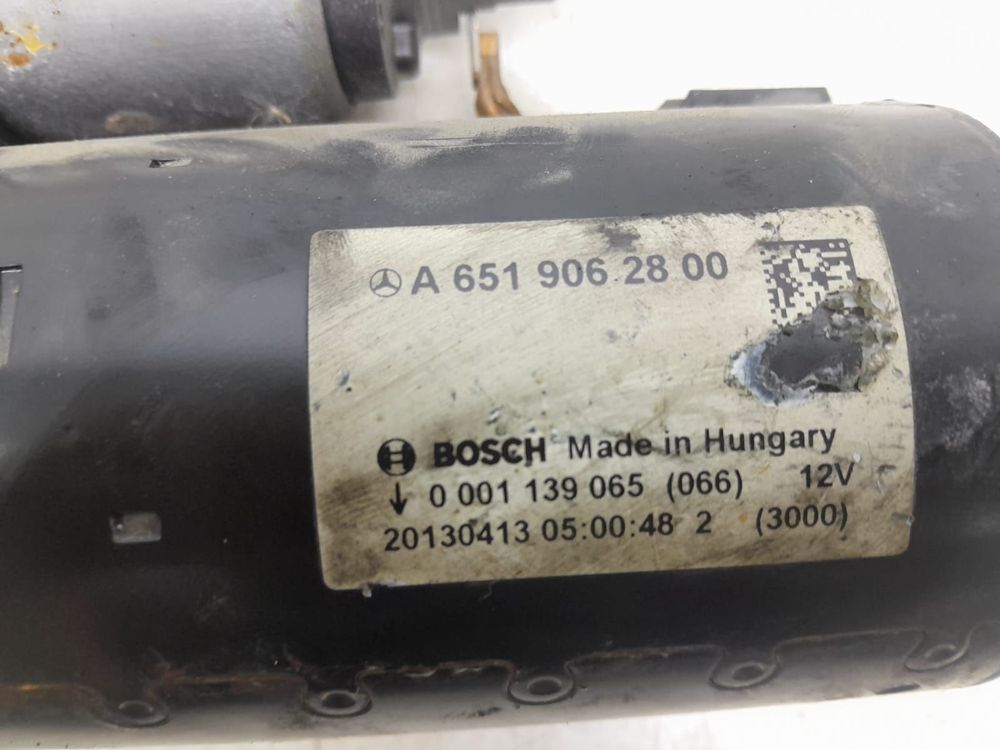 A 651 906 28 00
BOSCH Made in Hungary
↓ 0 001 139 065 (066) 12V
20130413 05:00:48 2 (3000)